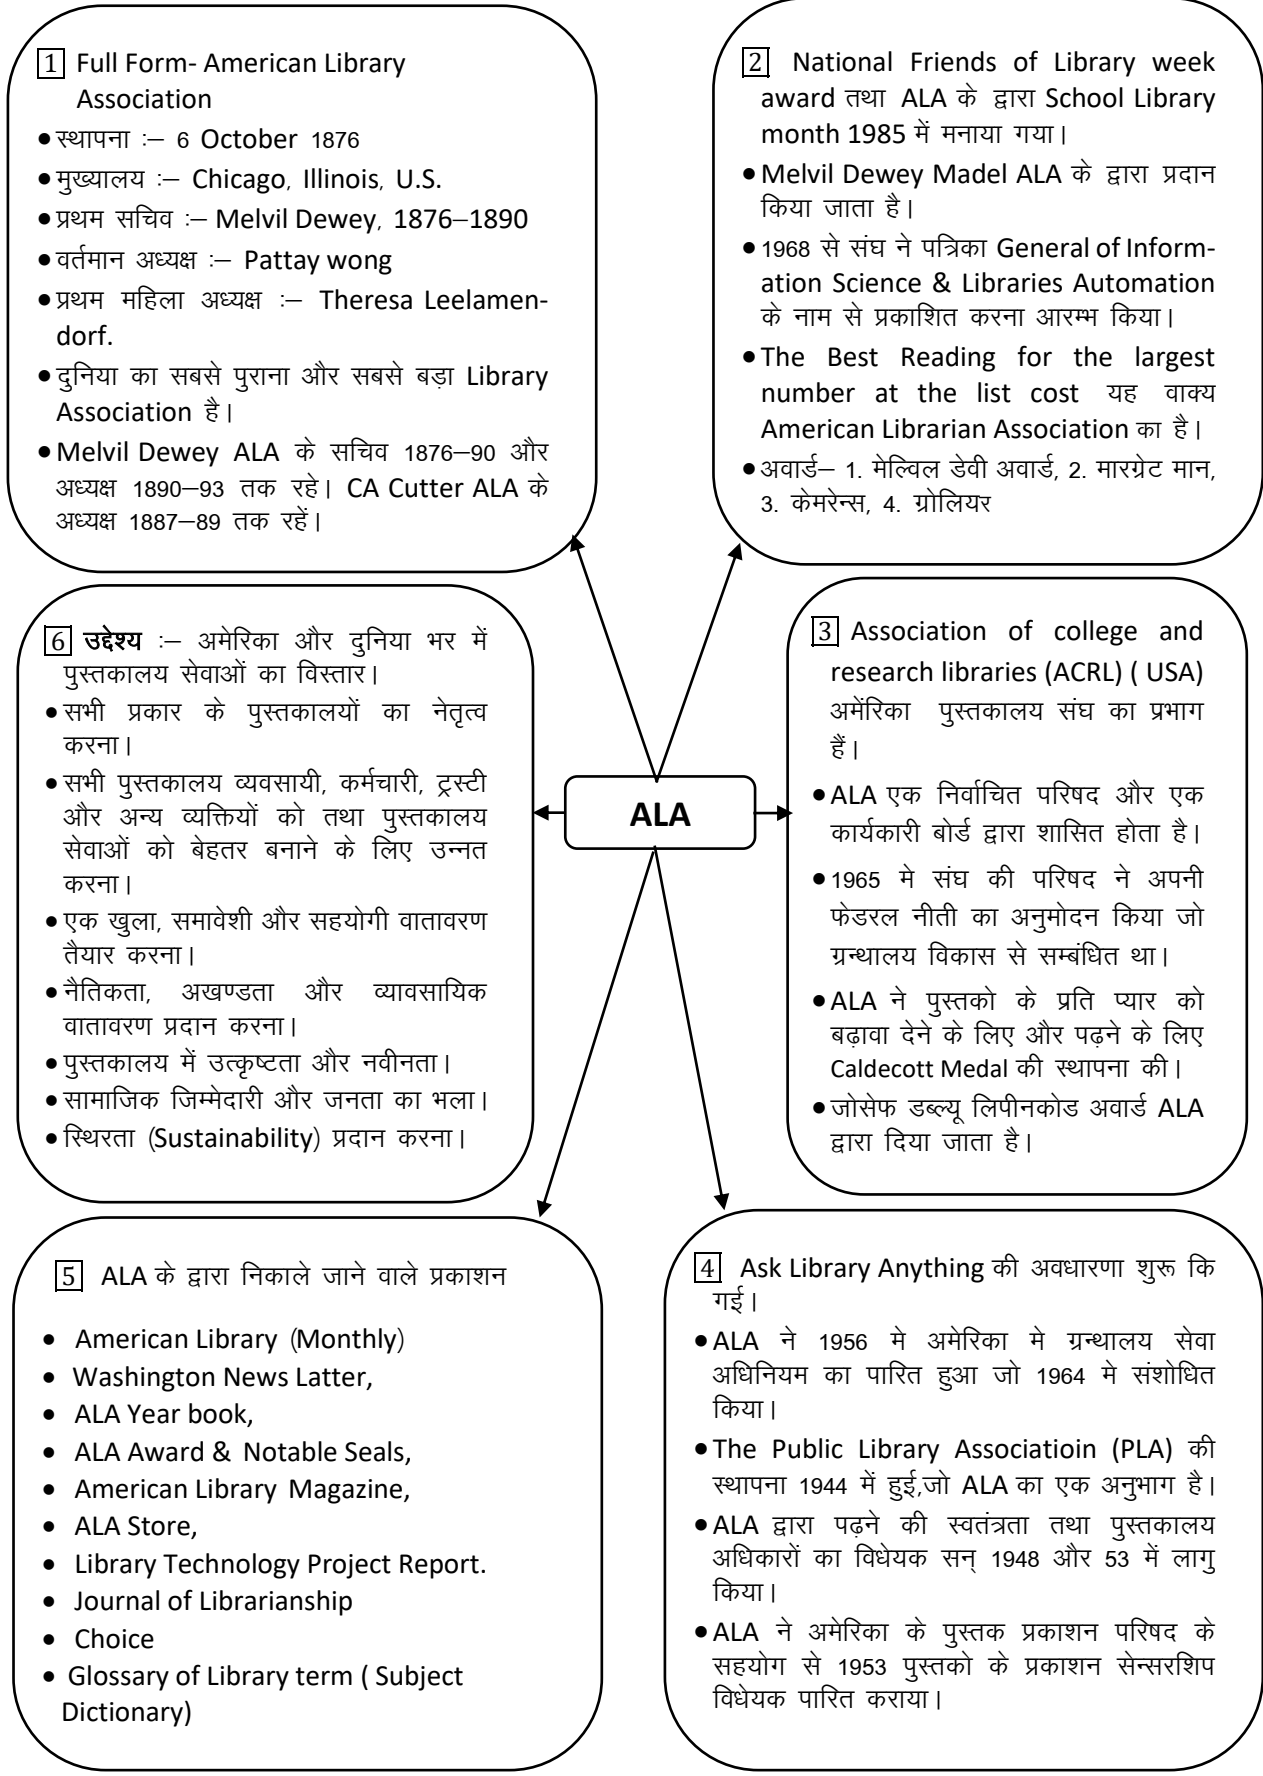 1 Full Form- American Library
Association
• स्थापना :– 6 October 1876
• मुख्यालय :– Chicago, Illinois, U.S.
• प्रथम सचिव :– Melvil Dewey, 1876–1890
• वर्तमान अध्यक्ष :– Pattay wong
• प्रथम महिला अध्यक्ष :– Theresa Leelamen-
dorf.
• दुनिया का सबसे पुराना और सबसे बड़ा Library
Association है।
• Melvil Dewey ALA के सचिव 1876–90 और
अध्यक्ष 1890–93 तक रहे। CA Cutter ALA के
अध्यक्ष 1887–89 तक रहें।
2 National Friends of Library week
award तथा ALA के द्वारा School Library
month 1985 में मनाया गया।
• Melvil Dewey Madel ALA के द्वारा प्रदान
किया जाता है।
• 1968 से संघ ने पत्रिका General of Inform-
ation Science & Libraries Automation
के नाम से प्रकाशित करना आरम्भ किया।
• The Best Reading for the largest
number at the list cost यह वाक्य
American Librarian Association का है।
• अवार्ड– 1. मेल्विल डेवी अवार्ड, 2. मारग्रेट मान,
3. केमरेन्स, 4. ग्रोलियर
3 Association of college and
research libraries (ACRL) ( USA)
अमेंरिका पुस्तकालय संघ का प्रभाग
हैं।
• ALA एक निर्वाचित परिषद और एक
कार्यकारी बोर्ड द्वारा शासित होता है।
• 1965 मे संघ की परिषद ने अपनी
फेडरल नीती का अनुमोदन किया जो
ग्रन्थालय विकास से सम्बंधित था।
• ALA ने पुस्तको के प्रति प्यार को
बढ़ावा देने के लिए और पढ़ने के लिए
Caldecott Medal की स्थापना की।
• जोसेफ डब्ल्यू लिपीनकोड अवार्ड ALA
द्वारा दिया जाता है।
ALA
4 Ask Library Anything की अवधारणा शुरू कि
गई।
• ALA ने 1956 मे अमेरिका मे ग्रन्थालय सेवा
अधिनियम का पारित हुआ जो 1964 मे संशोधित
किया।
• The Public Library Associatioin (PLA) की
स्थापना 1944 में हुई,जो ALA का एक अनुभाग है।
• ALA द्वारा पढ़ने की स्वतंत्रता तथा पुस्तकालय
अधिकारों का विधेयक सन् 1948 और 53 में लागु
किया।
• ALA ने अमेरिका के पुस्तक प्रकाशन परिषद के
सहयोग से 1953 पुस्तको के प्रकाशन सेन्सरशिप
विधेयक पारित कराया।
5 ALA के द्वारा निकाले जाने वाले प्रकाशन
• American Library (Monthly)
• Washington News Latter,
• ALA Year book,
• ALA Award & Notable Seals,
• American Library Magazine,
• ALA Store,
• Library Technology Project Report.
• Journal of Librarianship
• Choice
• Glossary of Library term ( Subject
Dictionary)
6 उद्देश्य :– अमेरिका और दुनिया भर में
पुस्तकालय सेवाओं का विस्तार।
• सभी प्रकार के पुस्तकालयों का नेतृत्व
करना।
• सभी पुस्तकालय व्यवसायी, कर्मचारी, ट्रस्टी
और अन्य व्यक्तियों को तथा पुस्तकालय
सेवाओं को बेहतर बनाने के लिए उन्नत
करना।
• एक खुला, समावेशी और सहयोगी वातावरण
तैयार करना।
• नैतिकता, अखण्डता और व्यावसायिक
वातावरण प्रदान करना।
• पुस्तकालय में उत्कृष्टता और नवीनता।
• सामाजिक जिम्मेदारी और जनता का भला।
• स्थिरता (Sustainability) प्रदान करना।